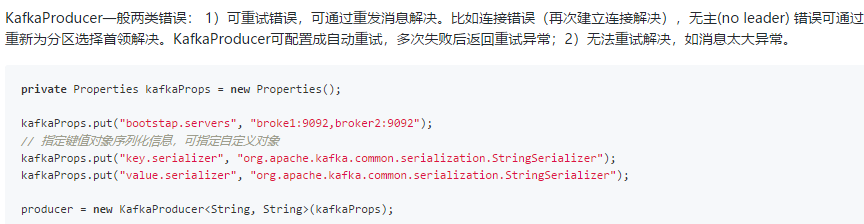 KafkaProducer一般两类错误： 1）可重试错误，可通过重发消息解决。比如连接错误（再次建立连接解决），无主(no leader) 错误可通过
重新为分区选择首领解决。KafkaProducer可配置成自动重试，多次失败后返回重试异常；2）无法重试解决，如消息太大异常。
private Properties kafkaProps = new Properties();
kafkaProps.put("bootstap.servers", "broke1:9092,broker2:9092");
// 指定键值对象序列化信息，可指定自定义对象
kafkaProps.put("key.serializer", "org.apache.kafka.common.serialization.StringSerializer");
kafkaProps.put("value.serializer", "org.apache.kafka.common.serialization.StringSerializer");
producer = new KafkaProducer<String, String>(kafkaProps);